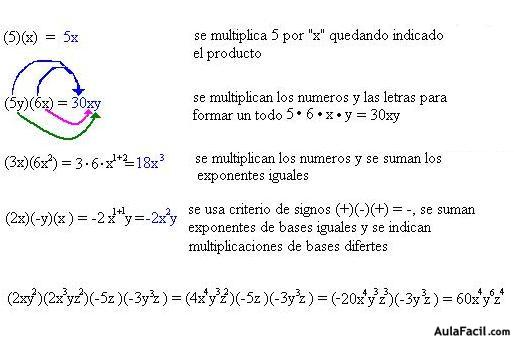 (5)(x) = 5x
se multiplica 5 por "x" quedando indicado
el producto
(5y)(6x) = 30xy
se multiplican los numeros y las letras para
formar un todo 5 • 6 • x • y = 30xy
(3x)(6x²) = 3·6·x¹⁺²=18x³
se multiplican los numeros y se suman los
exponentes iguales
(2x)(-y)(x ) = -2 x¹⁺¹y=-2x²y
se usa criterio de signos (+)(-)(+) = -, se suman
exponentes de bases iguales y se indican
multiplicaciones de bases difertes
(2xy²)(2x³yz²)(-5z)(-3y³z) = (4x⁴y³z²)(-5z)(-3y³z) = (-20x⁴y³z³)(-3y³z ) = 60x⁴y⁶z⁴
AulaFacil.com